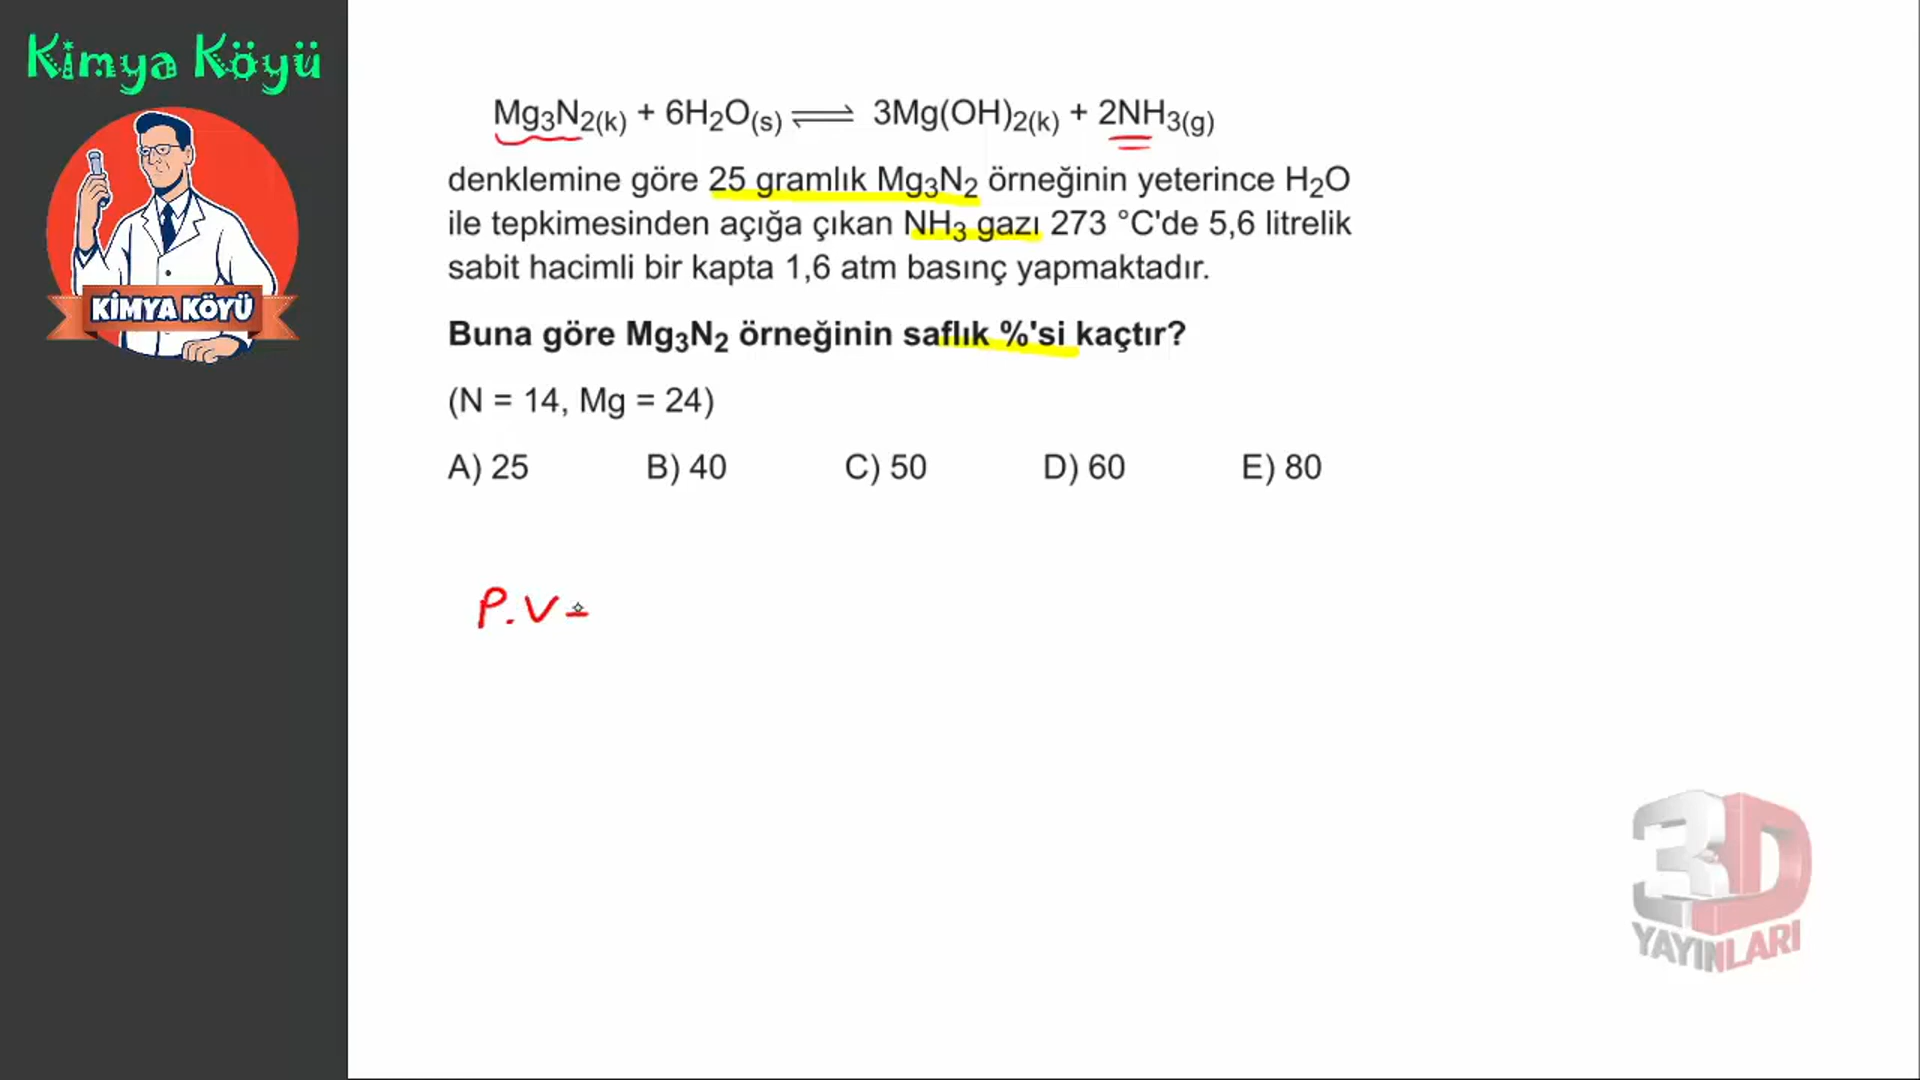 Kimya Köyü
KİMYA KÖYÜ
Mg3N2(k) + 6H2O(s) ⇌ 3Mg(OH)2(k) + 2NH3(g)
denklemine göre 25 gramlık Mg3N2 örneğinin yeterince H2O
ile tepkimesinden açığa çıkan NH3 gazı 273 °C'de 5,6 litrelik
sabit hacimli bir kapta 1,6 atm basınç yapmaktadır.
Buna göre Mg3N2 örneğinin saflık %'si kaçtır?
(N = 14, Mg = 24)
A) 25 B) 40 C) 50 D) 60 E) 80
P.V=
3D
YAYINLARI